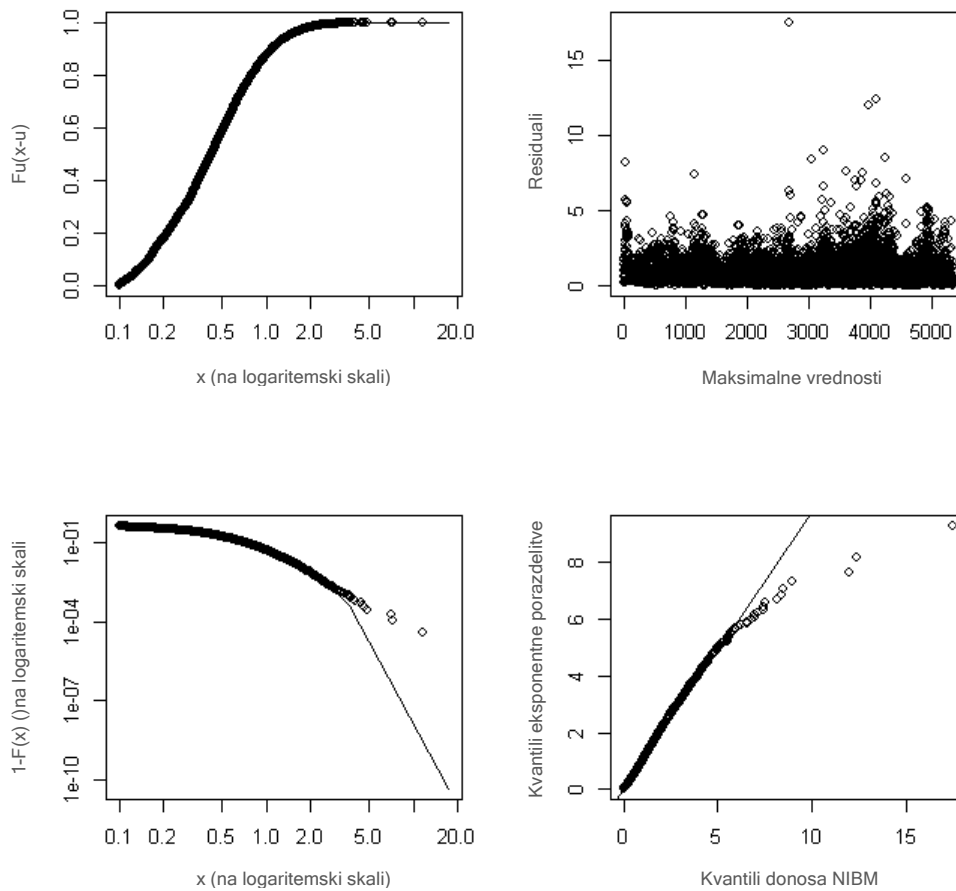 Fu(x-u)
1.0
0.8
0.6
0.4
0.2
0.0
0.1 0.2 0.5 1.0 2.0 5.0 20.0
x (na logaritemski skali)
Residuali
15
10
5
0
0 1000 2000 3000 4000 5000
Maksimalne vrednosti
1-F(x) ()na logaritemski skali
1e-01
1e-04
1e-07
1e-10
0.1 0.2 0.5 1.0 2.0 5.0 20.0
x (na logaritemski skali)
Kvantili eksponentne porazdelitve
8
6
4
2
0
0 5 10 15
Kvantili donosa NIBM